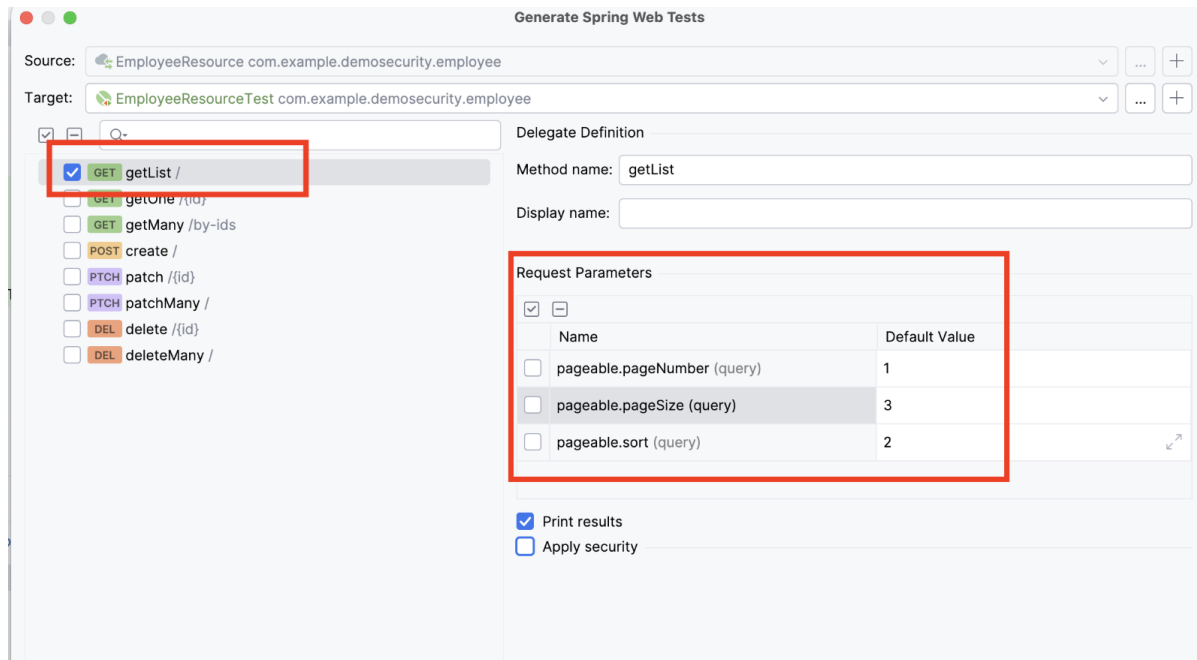 Generate Spring Web Tests
Source: EmployeeResource com.example.demosecurity.employee ...
Target: EmployeeResourceTest com.example.demosecurity.employee ...
Delegate Definition
GET getList /
GET getOne /{id}
GET getMany /by-ids
POST create /
PTCH patch /{id}
PTCH patchMany /
DEL delete /{id}
DEL deleteMany /
Method name: getList
Display name:
Request Parameters
Name Default Value
pageable.pageNumber (query) 1
pageable.pageSize (query) 3
pageable.sort (query) 2
Print results
Apply security